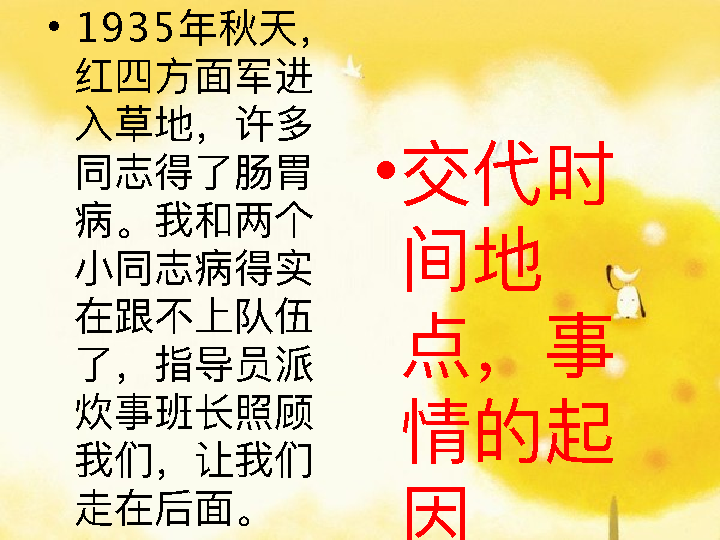 • 1935年秋天，
红四方面军进
入草地，许多
同志得了肠胃
病。我和两个
小同志病得实
在跟不上队伍
了，指导员派
炊事班长照顾
我们，让我们
走在后面。
• 交代时
间地
点，事
情的起
因